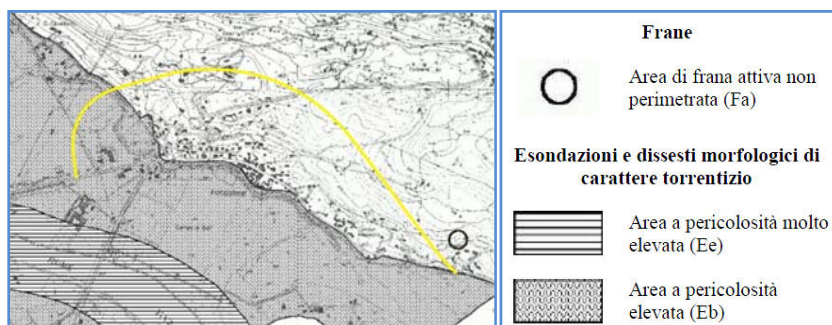 Frane
Area di frana attiva non
perimetrata (Fa)
Esondazioni e dissesti morfologici di
carattere torrentizio
Area a pericolosità molto
elevata (Ee)
Area a pericolosità
elevata (Eb)